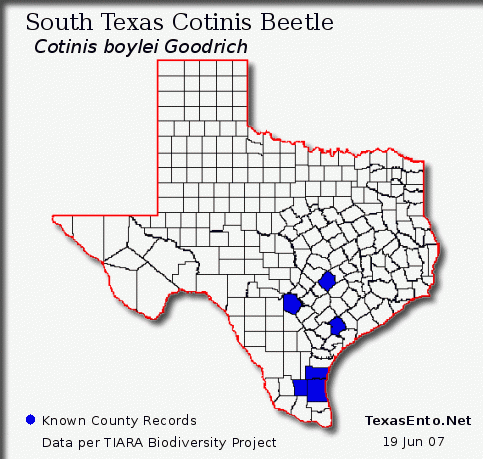 South Texas Cotinis Beetle
Cotinis boylei Goodrich
Known County Records
Data per TIARA Biodiversity Project
TexasEnto.Net
19 Jun 07